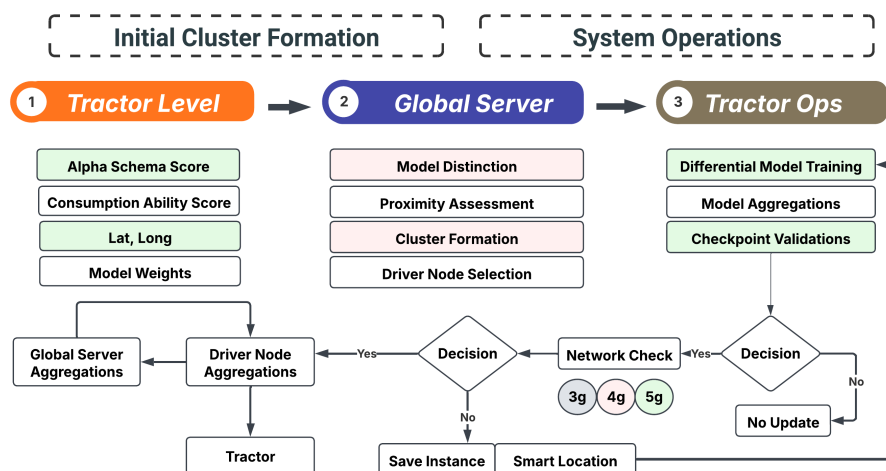 Initial Cluster Formation
System Operations
1 Tractor Level
2 Global Server
3 Tractor Ops
Alpha Schema Score
Consumption Ability Score
Lat, Long
Model Weights
Model Distinction
Proximity Assessment
Cluster Formation
Driver Node Selection
Differential Model Training
Model Aggregations
Checkpoint Validations
Global Server
Aggregations
Driver Node
Aggregations
Yes
Decision
Network Check
Yes
Decision
3g
4g
5g
No
No Update
No
Tractor
Save Instance
Smart Location